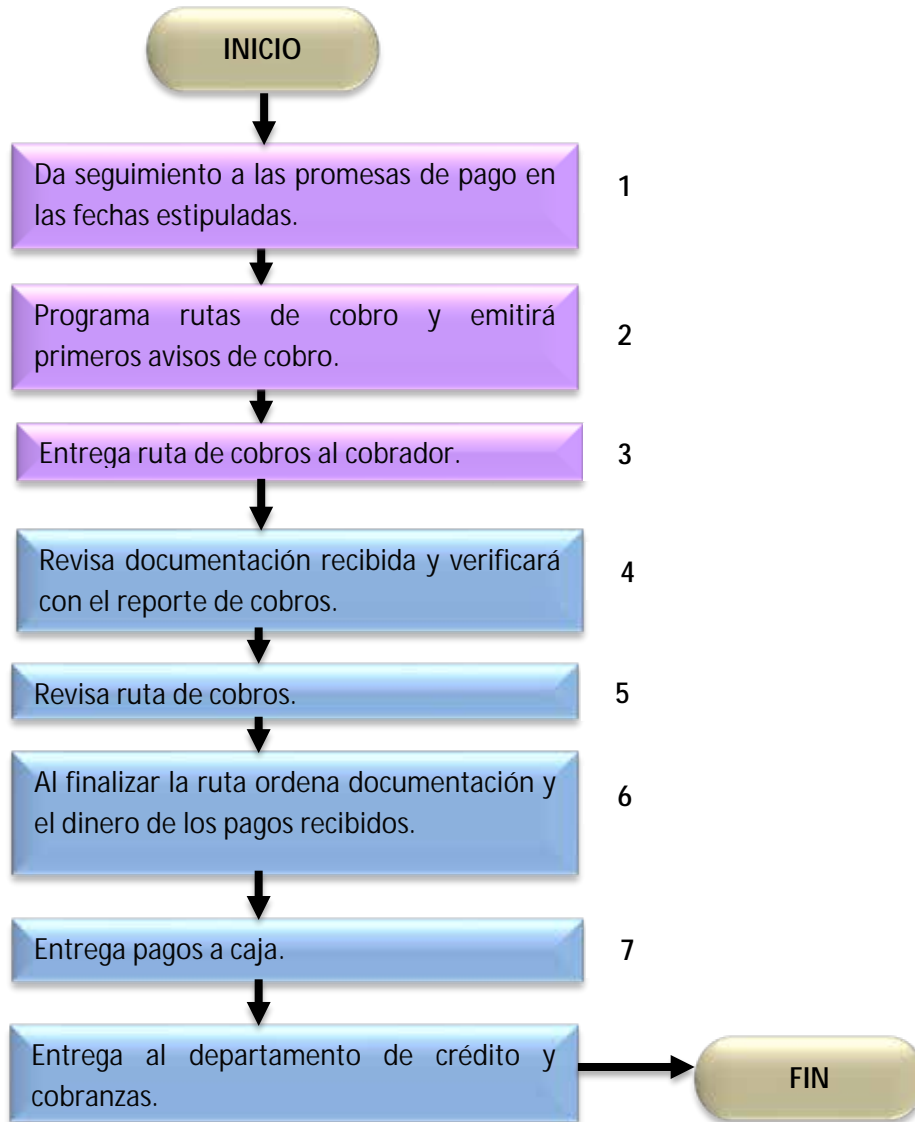 INICIO
Da seguimiento a las promesas de pago en
las fechas estipuladas.
1
Programa rutas de cobro y emitirá
primeros avisos de cobro.
2
Entrega ruta de cobros al cobrador.
3
Revisa documentación recibida y verificará
con el reporte de cobros.
4
Revisa ruta de cobros.
5
Al finalizar la ruta ordena documentación y
el dinero de los pagos recibidos.
6
Entrega pagos a caja.
7
Entrega al departamento de crédito y
cobranzas.
FIN